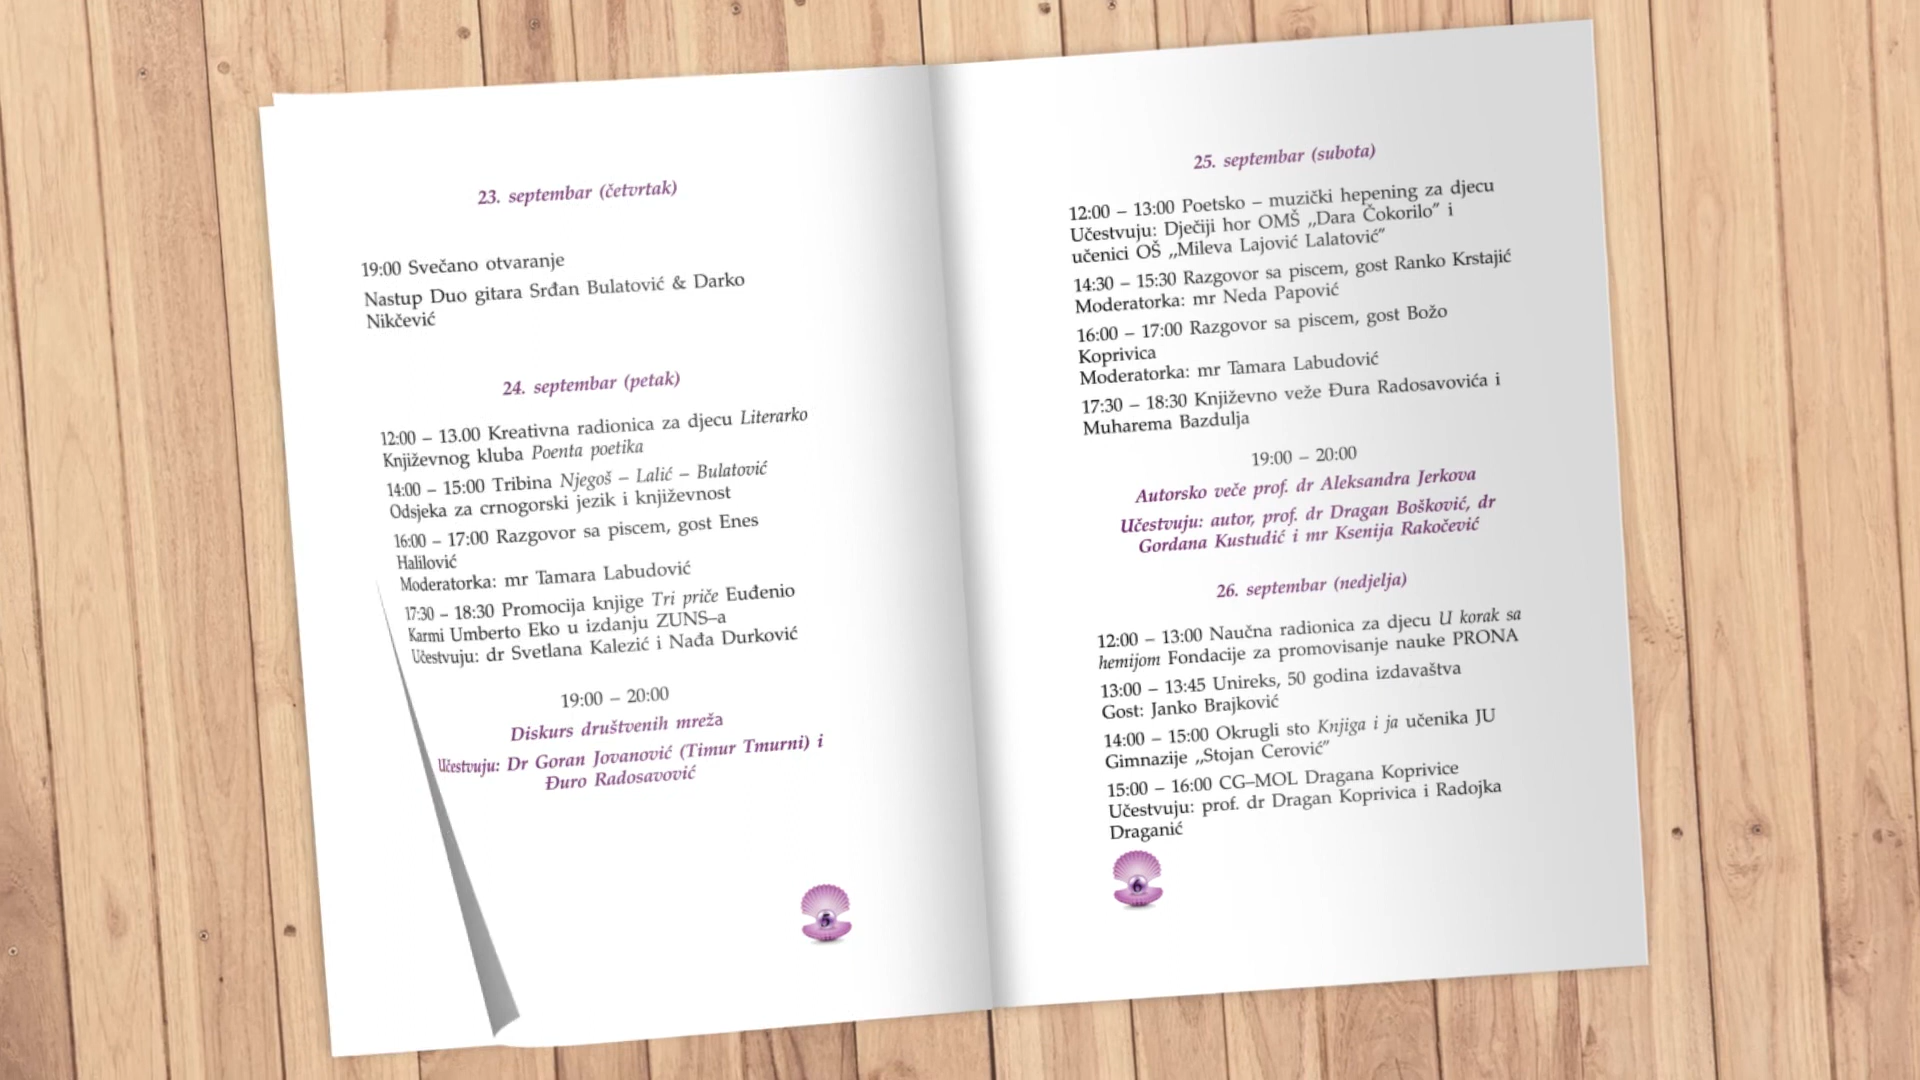 23. septembar (četvrtak)
19:00 Svečano otvaranje
Nastup Duo gitara Srđan Bulatović & Darko
Nikčević
24. septembar (petak)
12:00 – 13.00 Kreativna radionica za djecu Literarko
Književnog kluba Poenta poetika
14:00 – 15:00 Tribina Njegoš – Lalić – Bulatović
Odsjeka za crnogorski jezik i književnost
16:00 – 17:00 Razgovor sa piscem, gost Enes
Halilović
Moderatorka: mr Tamara Labudović
17:30 – 18:30 Promocija knjige Tri priče Euđenio
Karmi Umberto Eko u izdanju ZUNS–a
Učestvuju: dr Svetlana Kalezić i Nađa Durković
19:00 – 20:00
Diskurs društvenih mreža
Učestvuju: Dr Goran Jovanović (Timur Tmurni) i
Đuro Radosavović
5
25. septembar (subota)
12:00 – 13:00 Poetsko – muzički hepening za djecu
Učestvuju: Dječiji hor OMŠ „Dara Čokorilo” i
učenici OŠ „Mileva Lajović Lalatović”
14:30 – 15:30 Razgovor sa piscem, gost Ranko Krstajić
Moderatorka: mr Neda Papović
16:00 – 17:00 Razgovor sa piscem, gost Božo
Koprivica
Moderatorka: mr Tamara Labudović
17:30 – 18:30 Književno veže Đura Radosavovića i
Muharema Bazdulja
19:00 – 20:00
Autorsko veče prof. dr Aleksandra Jerkova
Učestvuju: autor, prof. dr Dragan Bošković, dr
Gordana Kustudić i mr Ksenija Rakočević
26. septembar (nedjelja)
12:00 – 13:00 Naučna radionica za djecu U korak sa
hemijom Fondacije za promovisanje nauke PRONA
13:00 – 13:45 Unireks, 50 godina izdavaštva
Gost: Janko Brajković
14:00 – 15:00 Okrugli sto Knjiga i ja učenika JU
Gimnazije „Stojan Cerović”
15:00 – 16:00 CG–MOL Dragana Koprivice
Učestvuju: prof. dr Dragan Koprivica i Radojka
Draganić
6